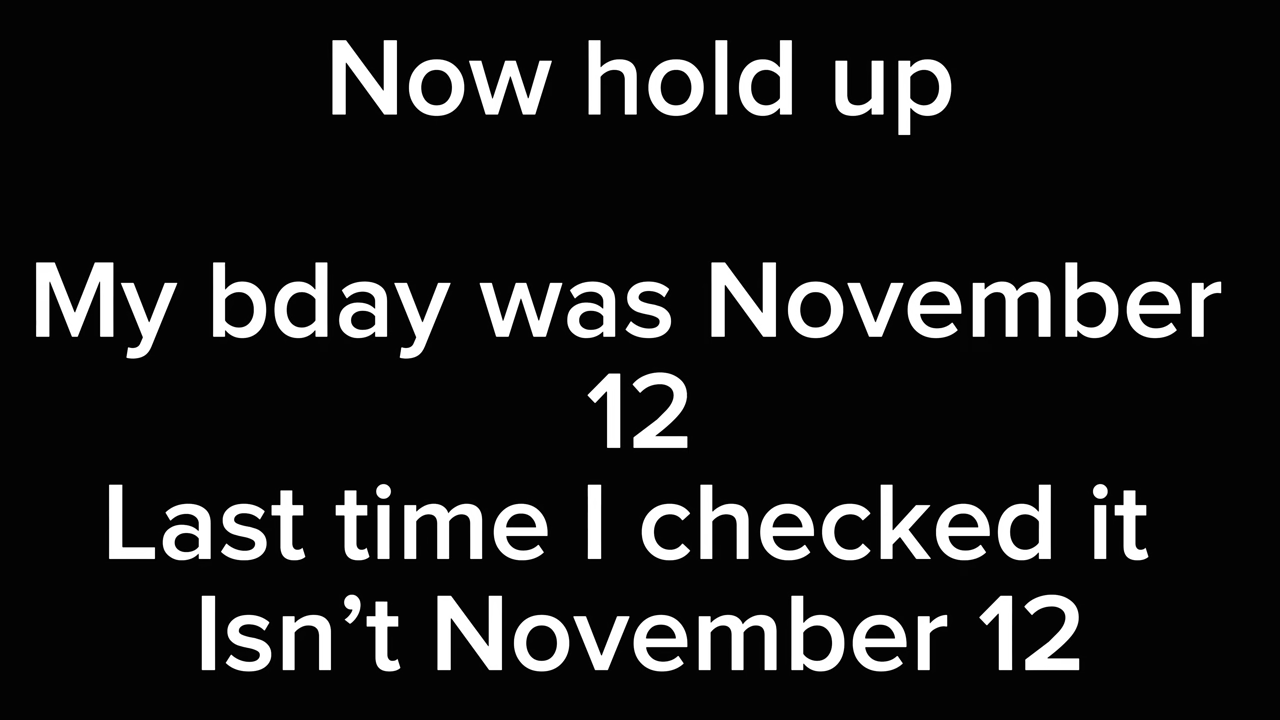 Now hold up
My bday was November
12
Last time I checked it
Isn’t November 12